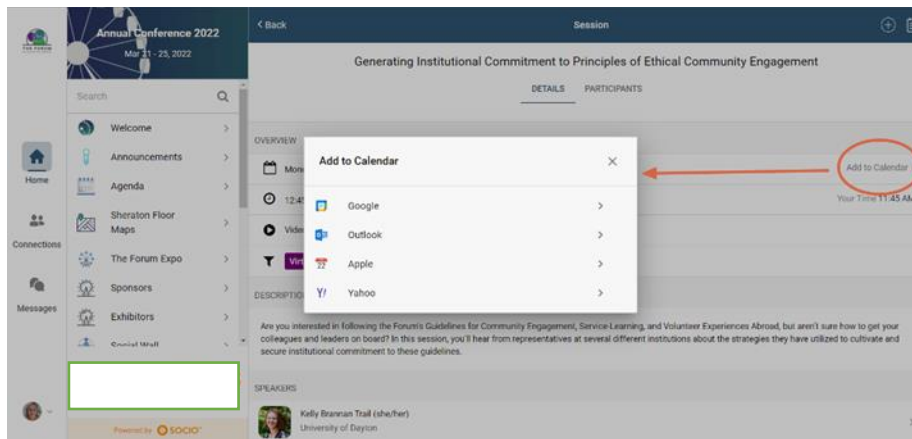 THE FORUM
Annual Conference 2022
Mar 21 - 25, 2022
Search
Home
Connections
Messages
Welcome
Announcements
Agenda
Sheraton Floor
Maps
The Forum Expo
Sponsors
Exhibitors
Social Wall
Powered by SOCIO
Back
Session
Generating Institutional Commitment to Principles of Ethical Community Engagement
DETAILS PARTICIPANTS
OVERVIEW
Add to Calendar
Your Time 11:45 AM
Add to Calendar
Google
Outlook
Apple
22
Yahoo
Are you interested in following the Forum's Guidelines for Community Engagement, Service-Learning, and Volunteer Experiences Abroad, but aren't sure how to get your
colleagues and leaders on board? In this session, you'll hear from representatives at several different institutions about the strategies they have utilized to cultivate and
secure institutional commitment to these guidelines.
SPEAKERS
Kelly Brannan Trail (she/her)
University of Dayton